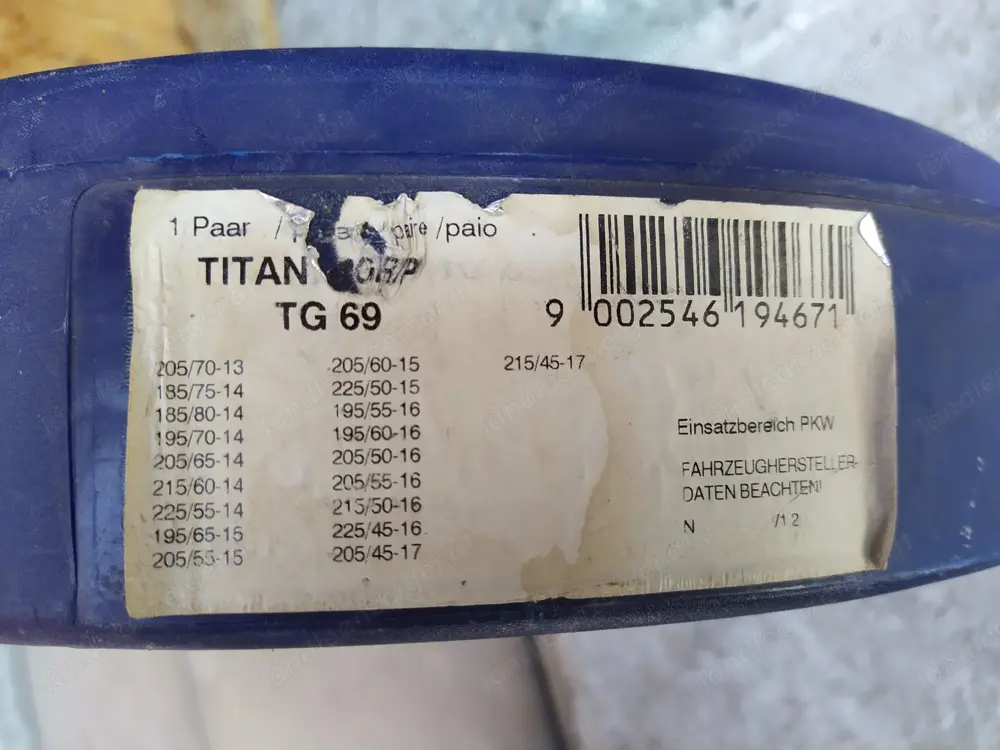 1 Paar / paire /paio
TITAN GRIP
TG 69
9 002546 194671
205/70-13
185/75-14
185/80-14
195/70-14
205/65-14
215/60-14
225/55-14
195/65-15
205/55-15
205/60-15
225/50-15
195/55-16
195/60-16
205/50-16
205/55-16
215/50-16
225/45-16
205/45-17
215/45-17
Einsatzbereich PKW
FAHRZEUGHERSTELLER-
DATEN BEACHTEN!
N /12